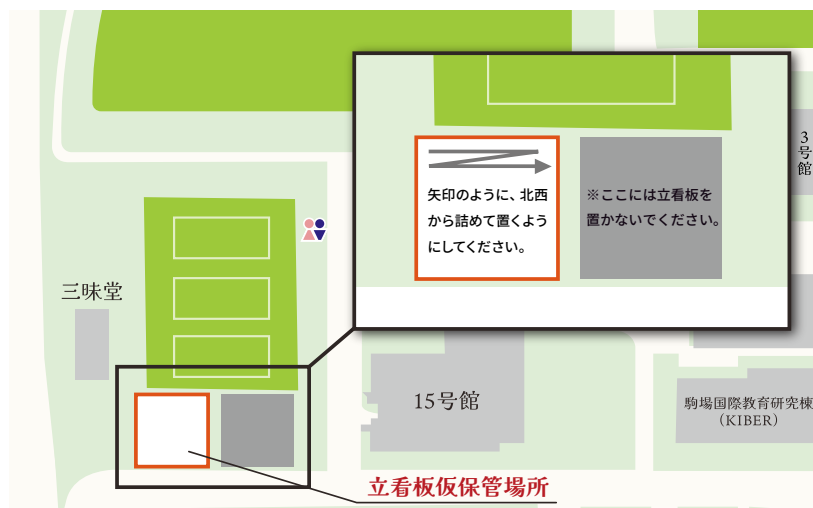 3号館
矢印のように、北西
から詰めて置くよう
にしてください。
※ここには立看板を
置かないでください。
三昧堂
15号館
駒場国際教育研究棟
（KIBER）
立看板仮保管場所